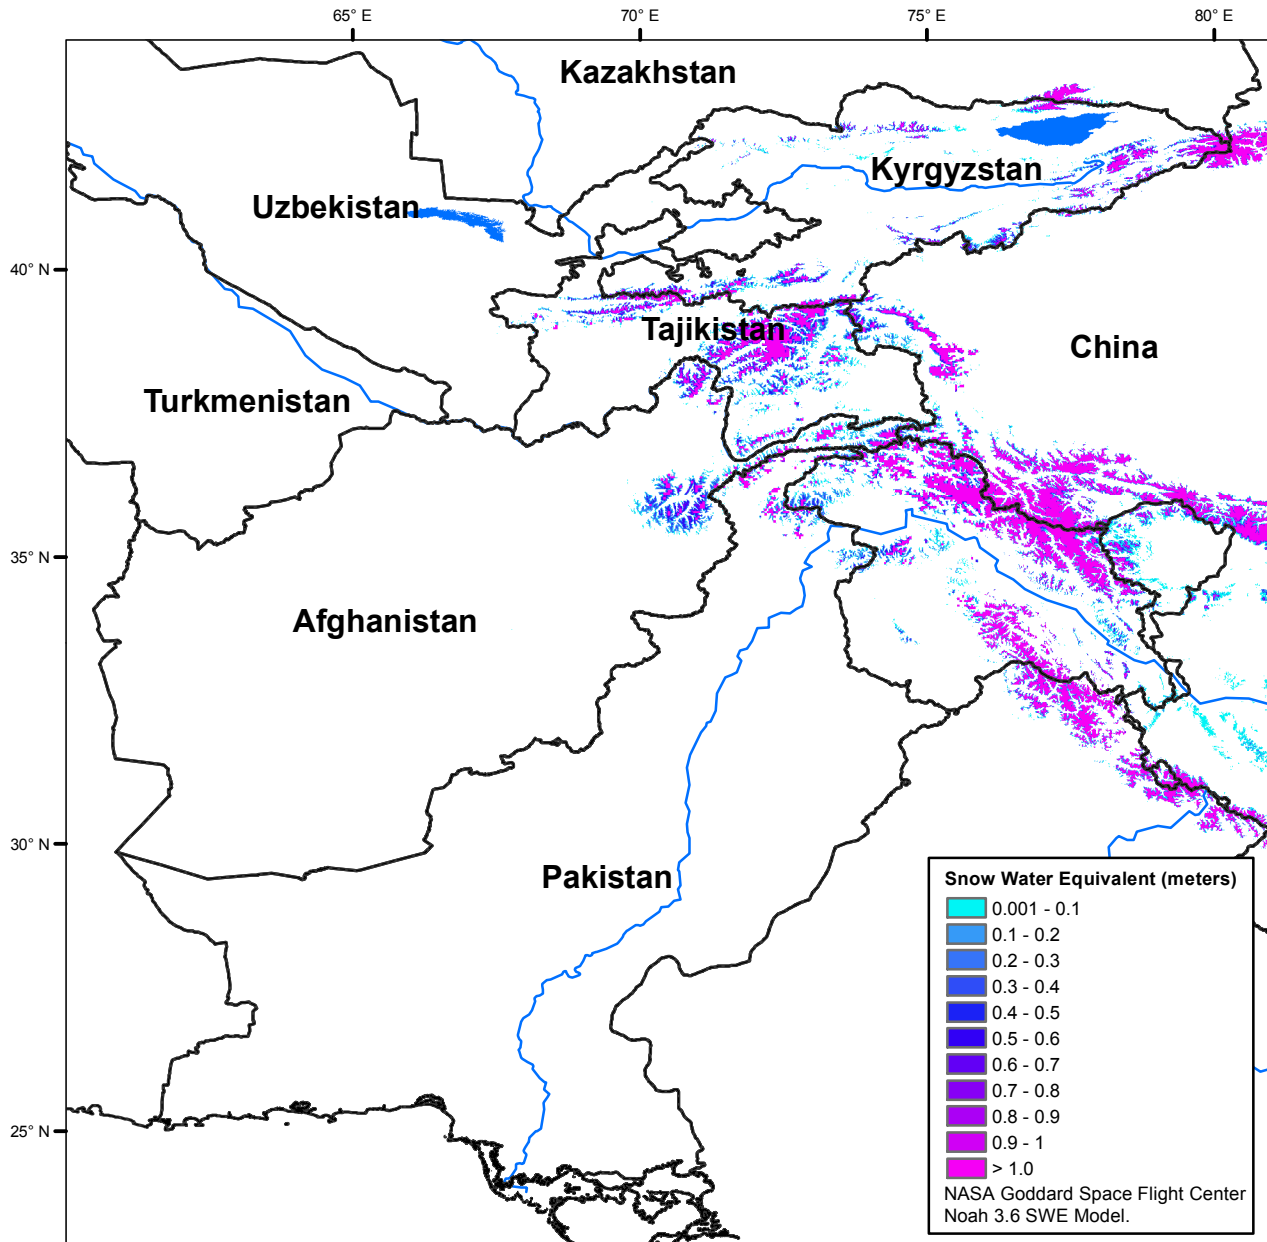 65° E
70° E
75° E
80° E
Kazakhstan
Kyrgyzstan
Uzbekistan
40° N
Tajikistan
China
Turkmenistan
35° N
Afghanistan
30° N
Pakistan
25° N
Snow Water Equivalent (meters)
0.001 - 0.1
0.1 - 0.2
0.2 - 0.3
0.3 - 0.4
0.4 - 0.5
0.5 - 0.6
0.6 - 0.7
0.7 - 0.8
0.8 - 0.9
0.9 - 1
> 1.0
NASA Goddard Space Flight Center
Noah 3.6 SWE Model.